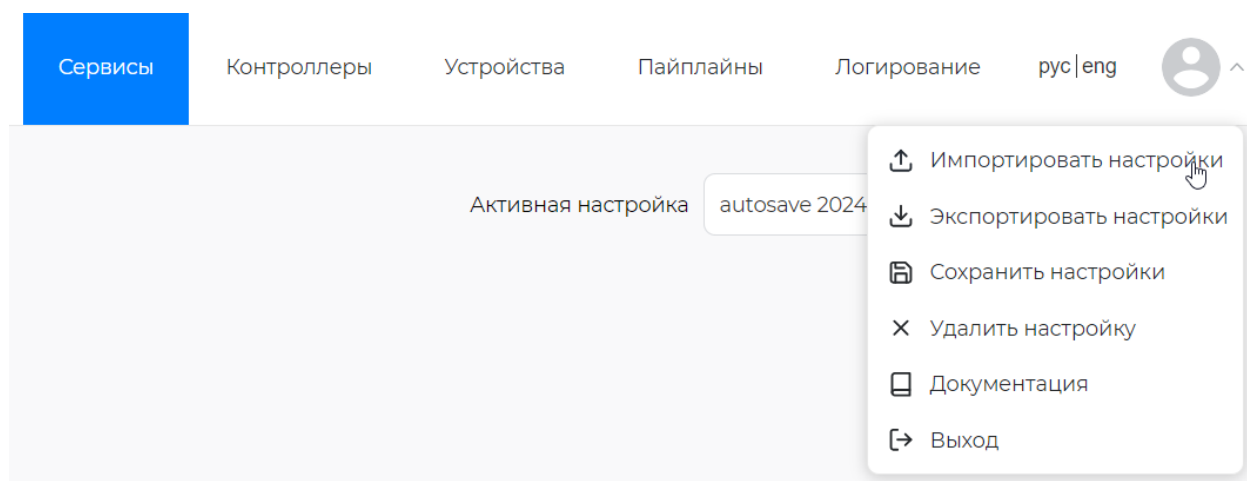 Сервисы Контроллеры Устройства Пайплайны Логирование рус|eng
Импортировать настройки
Активная настройка autosave 2024
Экспортировать настройки
Сохранить настройки
Удалить настройку
Документация
Выход